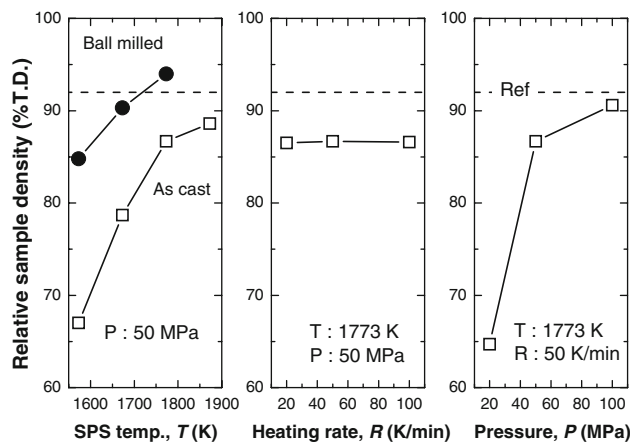 Relative sample density (%T.D.)
100
90
80
70
60
Ball milled
As cast
P : 50 MPa
1600
1700
1800
1900
SPS temp., T (K)
100
90
80
70
60
T : 1773 K
P : 50 MPa
20
40
60
80
100
Heating rate, R (K/min)
100
90
80
70
60
Ref
T : 1773 K
R : 50 K/min
20
40
60
80
100
Pressure, P (MPa)